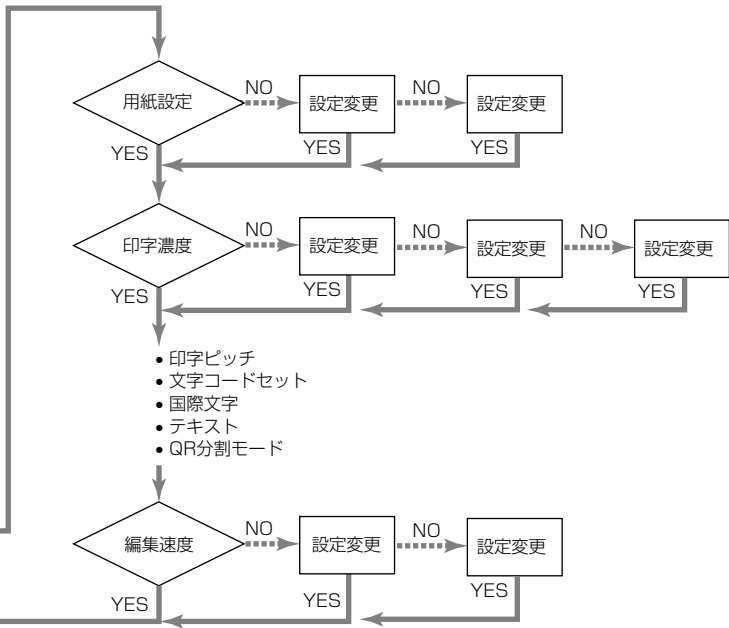 用紙設定
NO
設定変更
NO
設定変更
YES
YES
YES
印字濃度
NO
設定変更
NO
設定変更
NO
設定変更
YES
YES
YES
YES
• 印字ピッチ
• 文字コードセット
• 国際文字
• テキスト
• QR分割モード
編集速度
NO
設定変更
NO
設定変更
YES
YES
YES